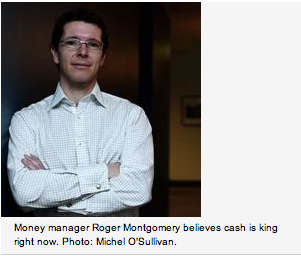 Money manager Roger Montgomery believes cash is king
right now. Photo: Michel O'Sullivan.